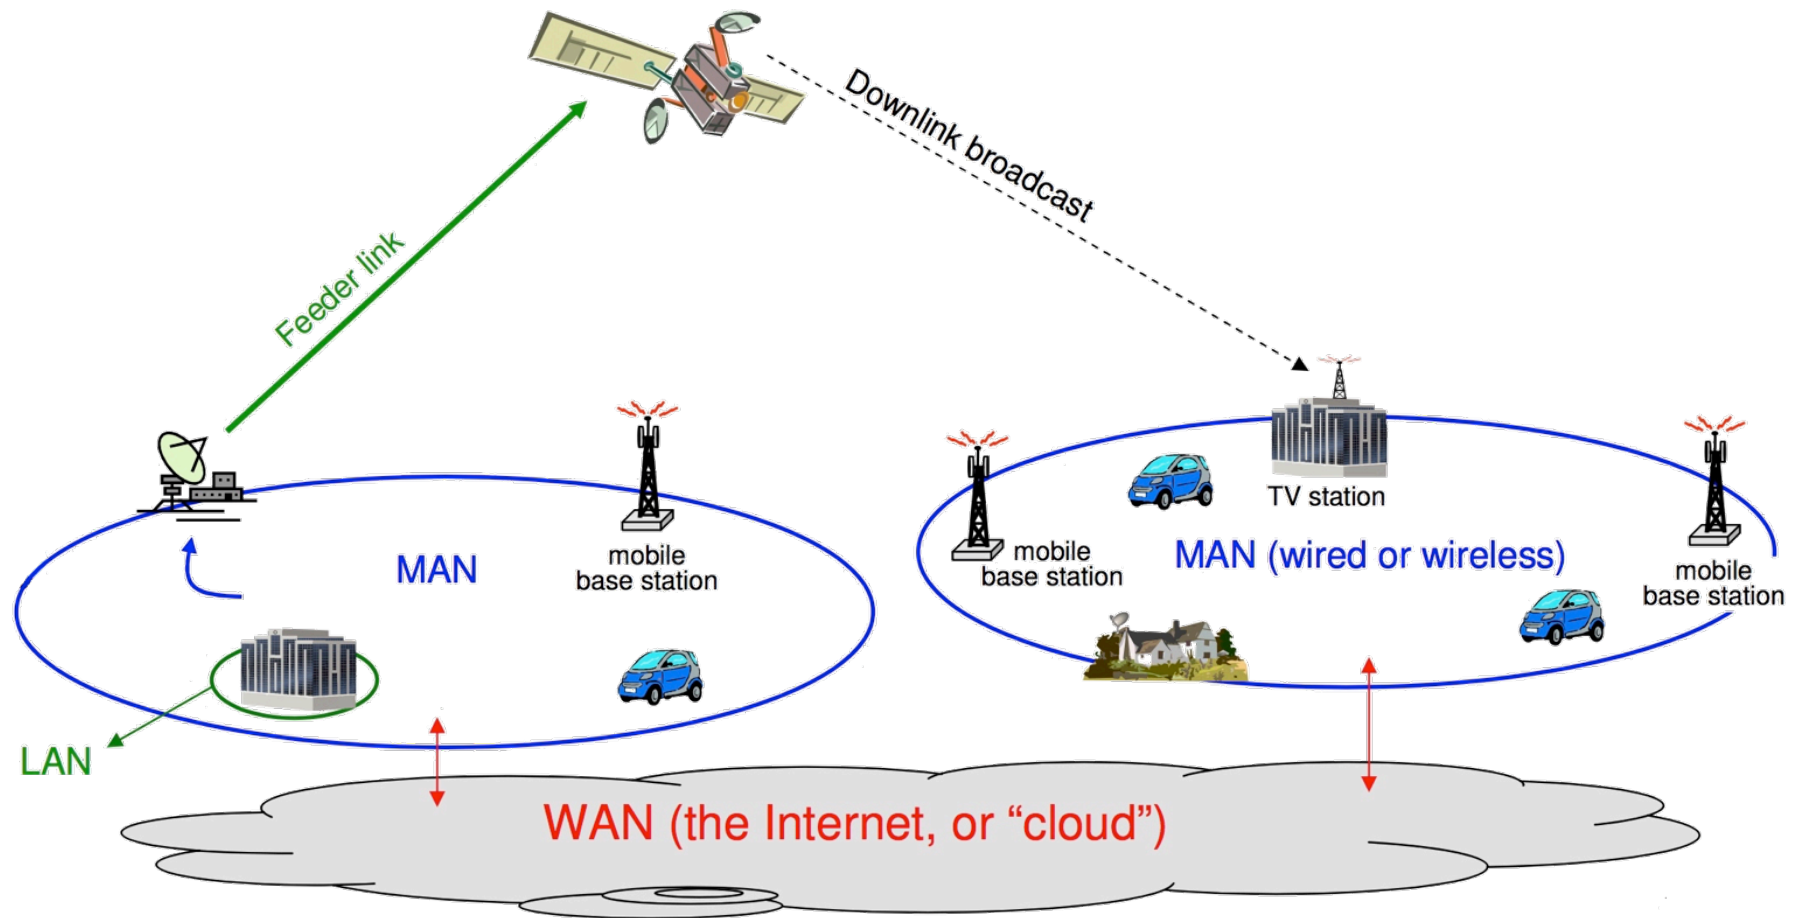 Downlink broadcast
Feeder link
TV station
mobile
base station
MAN
mobile
base station
MAN (wired or wireless)
mobile
base station
LAN
WAN (the Internet, or “cloud”)